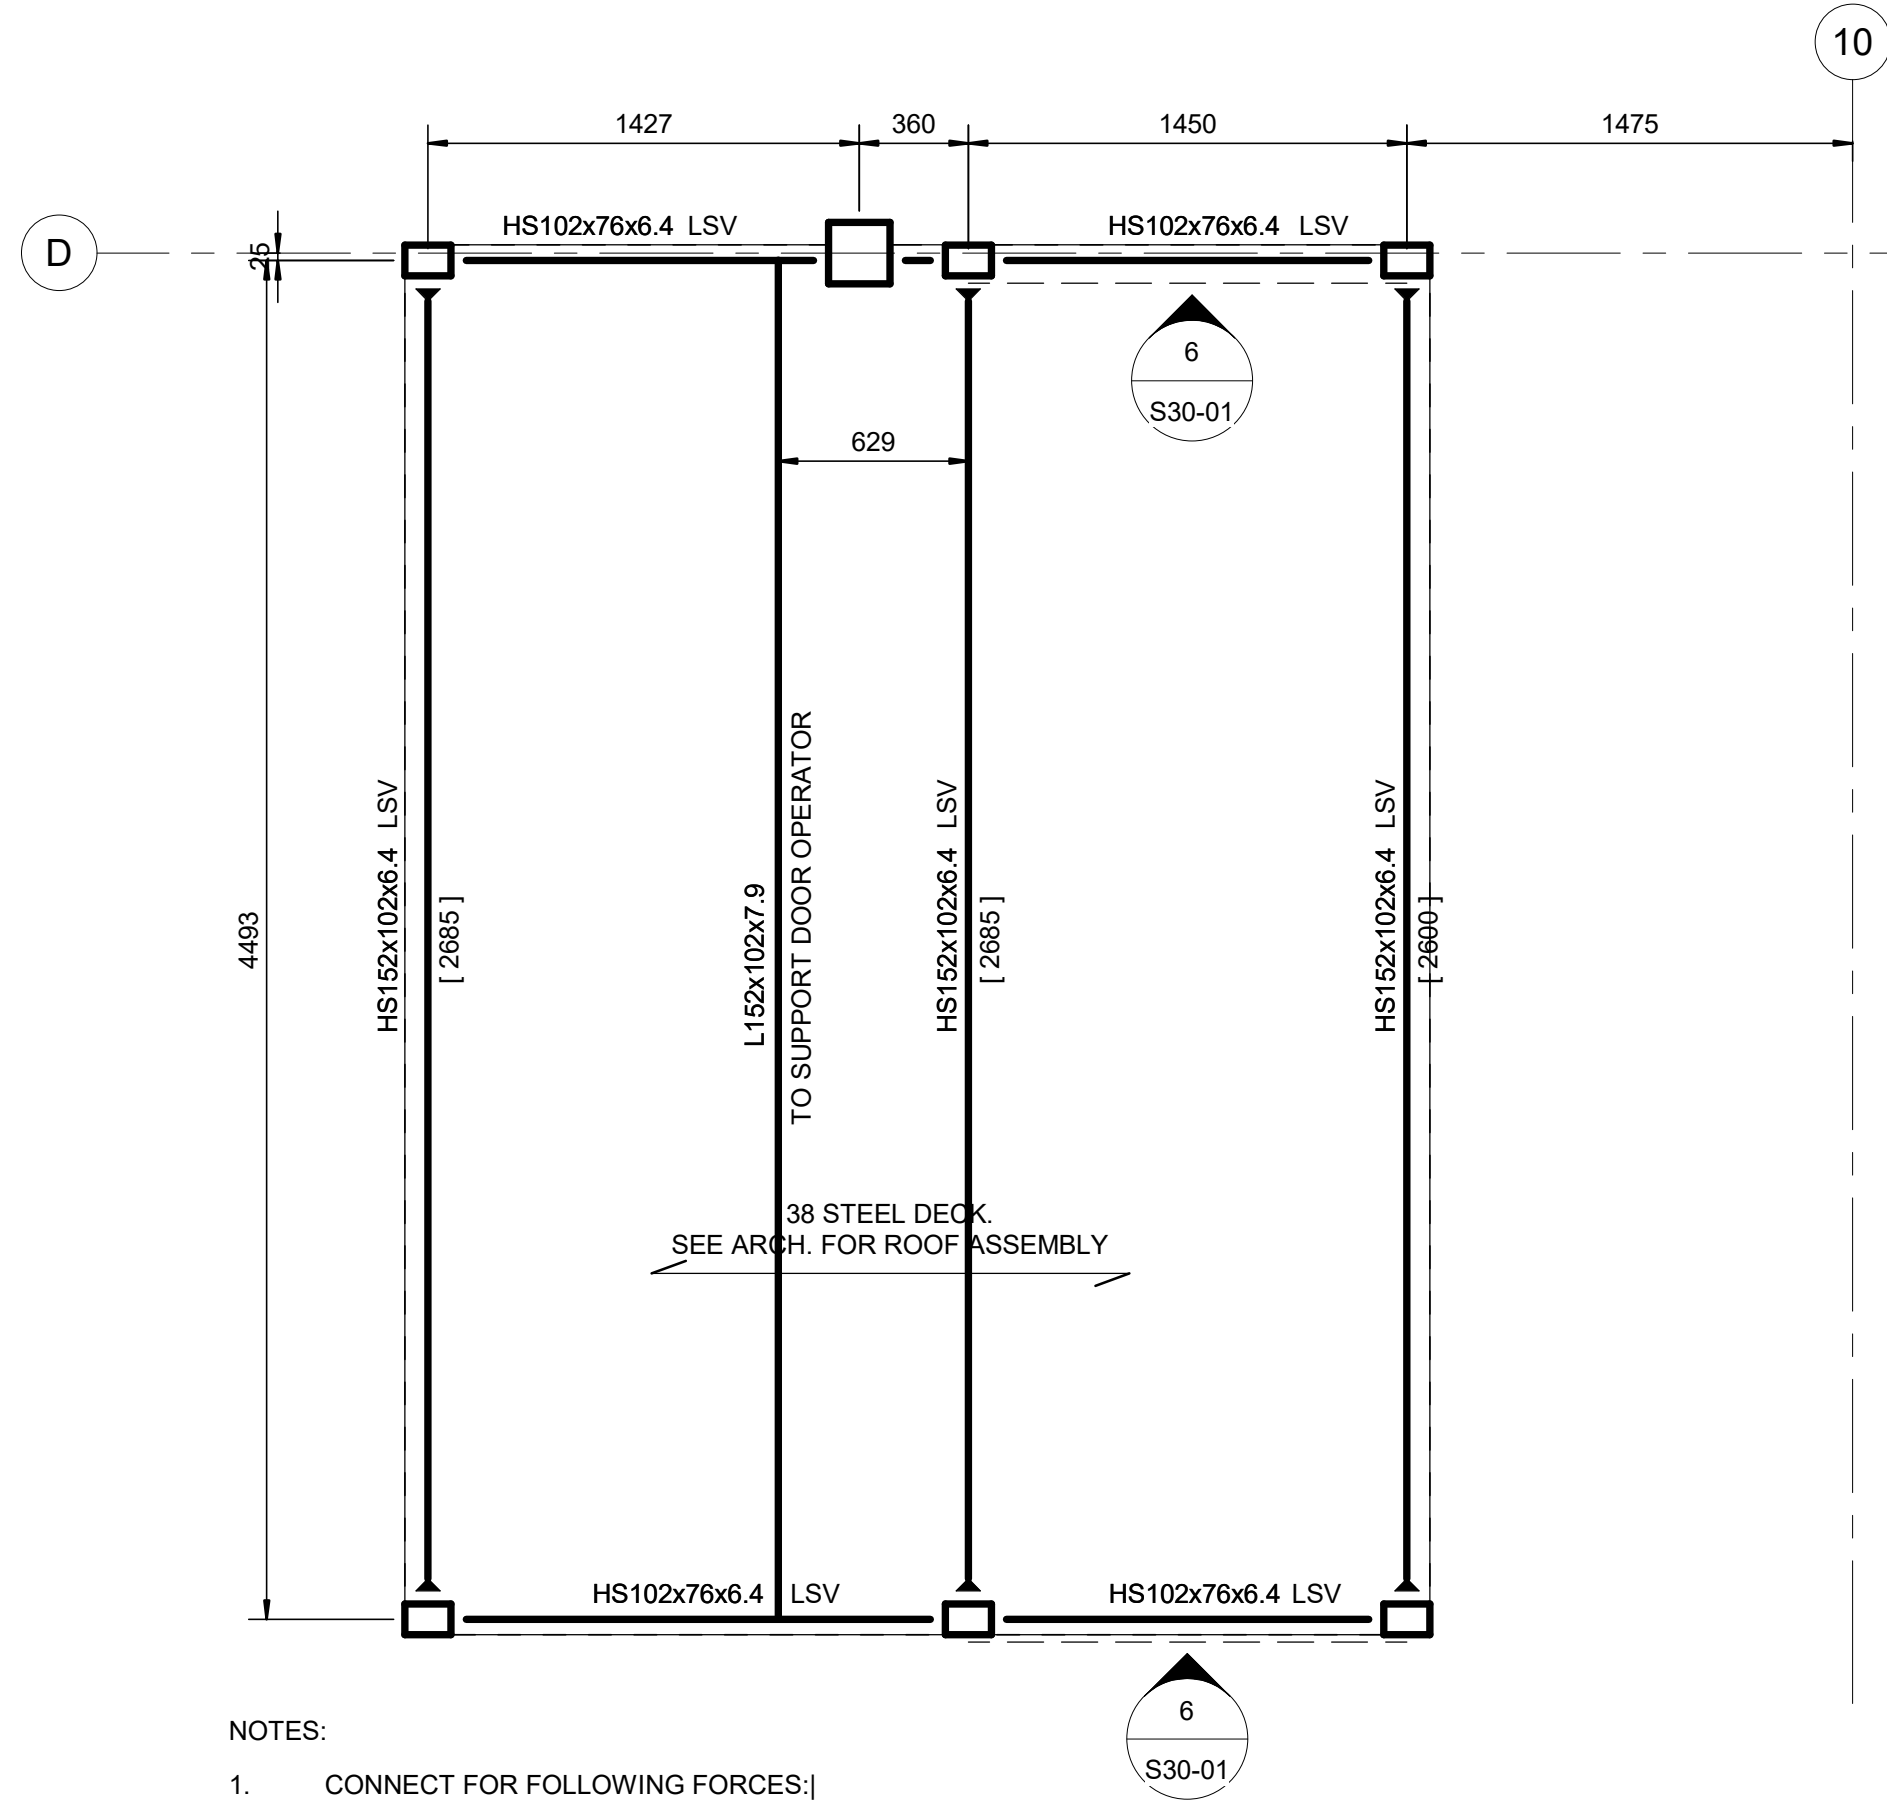 10
1427
360
1450
1475
D
25
HS102x76x6.4 LSV
HS102x76x6.4 LSV
6
S30-01
629
4493
HS152x102x6.4 LSV
[ 2685 ]
L152x102x7.9
TO SUPPORT DOOR OPERATOR
HS152x102x6.4 LSV
[ 2685 ]
HS152x102x6.4 LSV
[ 2600 ]
38 STEEL DECK.
SEE ARCH. FOR ROOF ASSEMBLY
HS102x76x6.4 LSV
HS102x76x6.4 LSV
6
S30-01
NOTES:
1. CONNECT FOR FOLLOWING FORCES:|